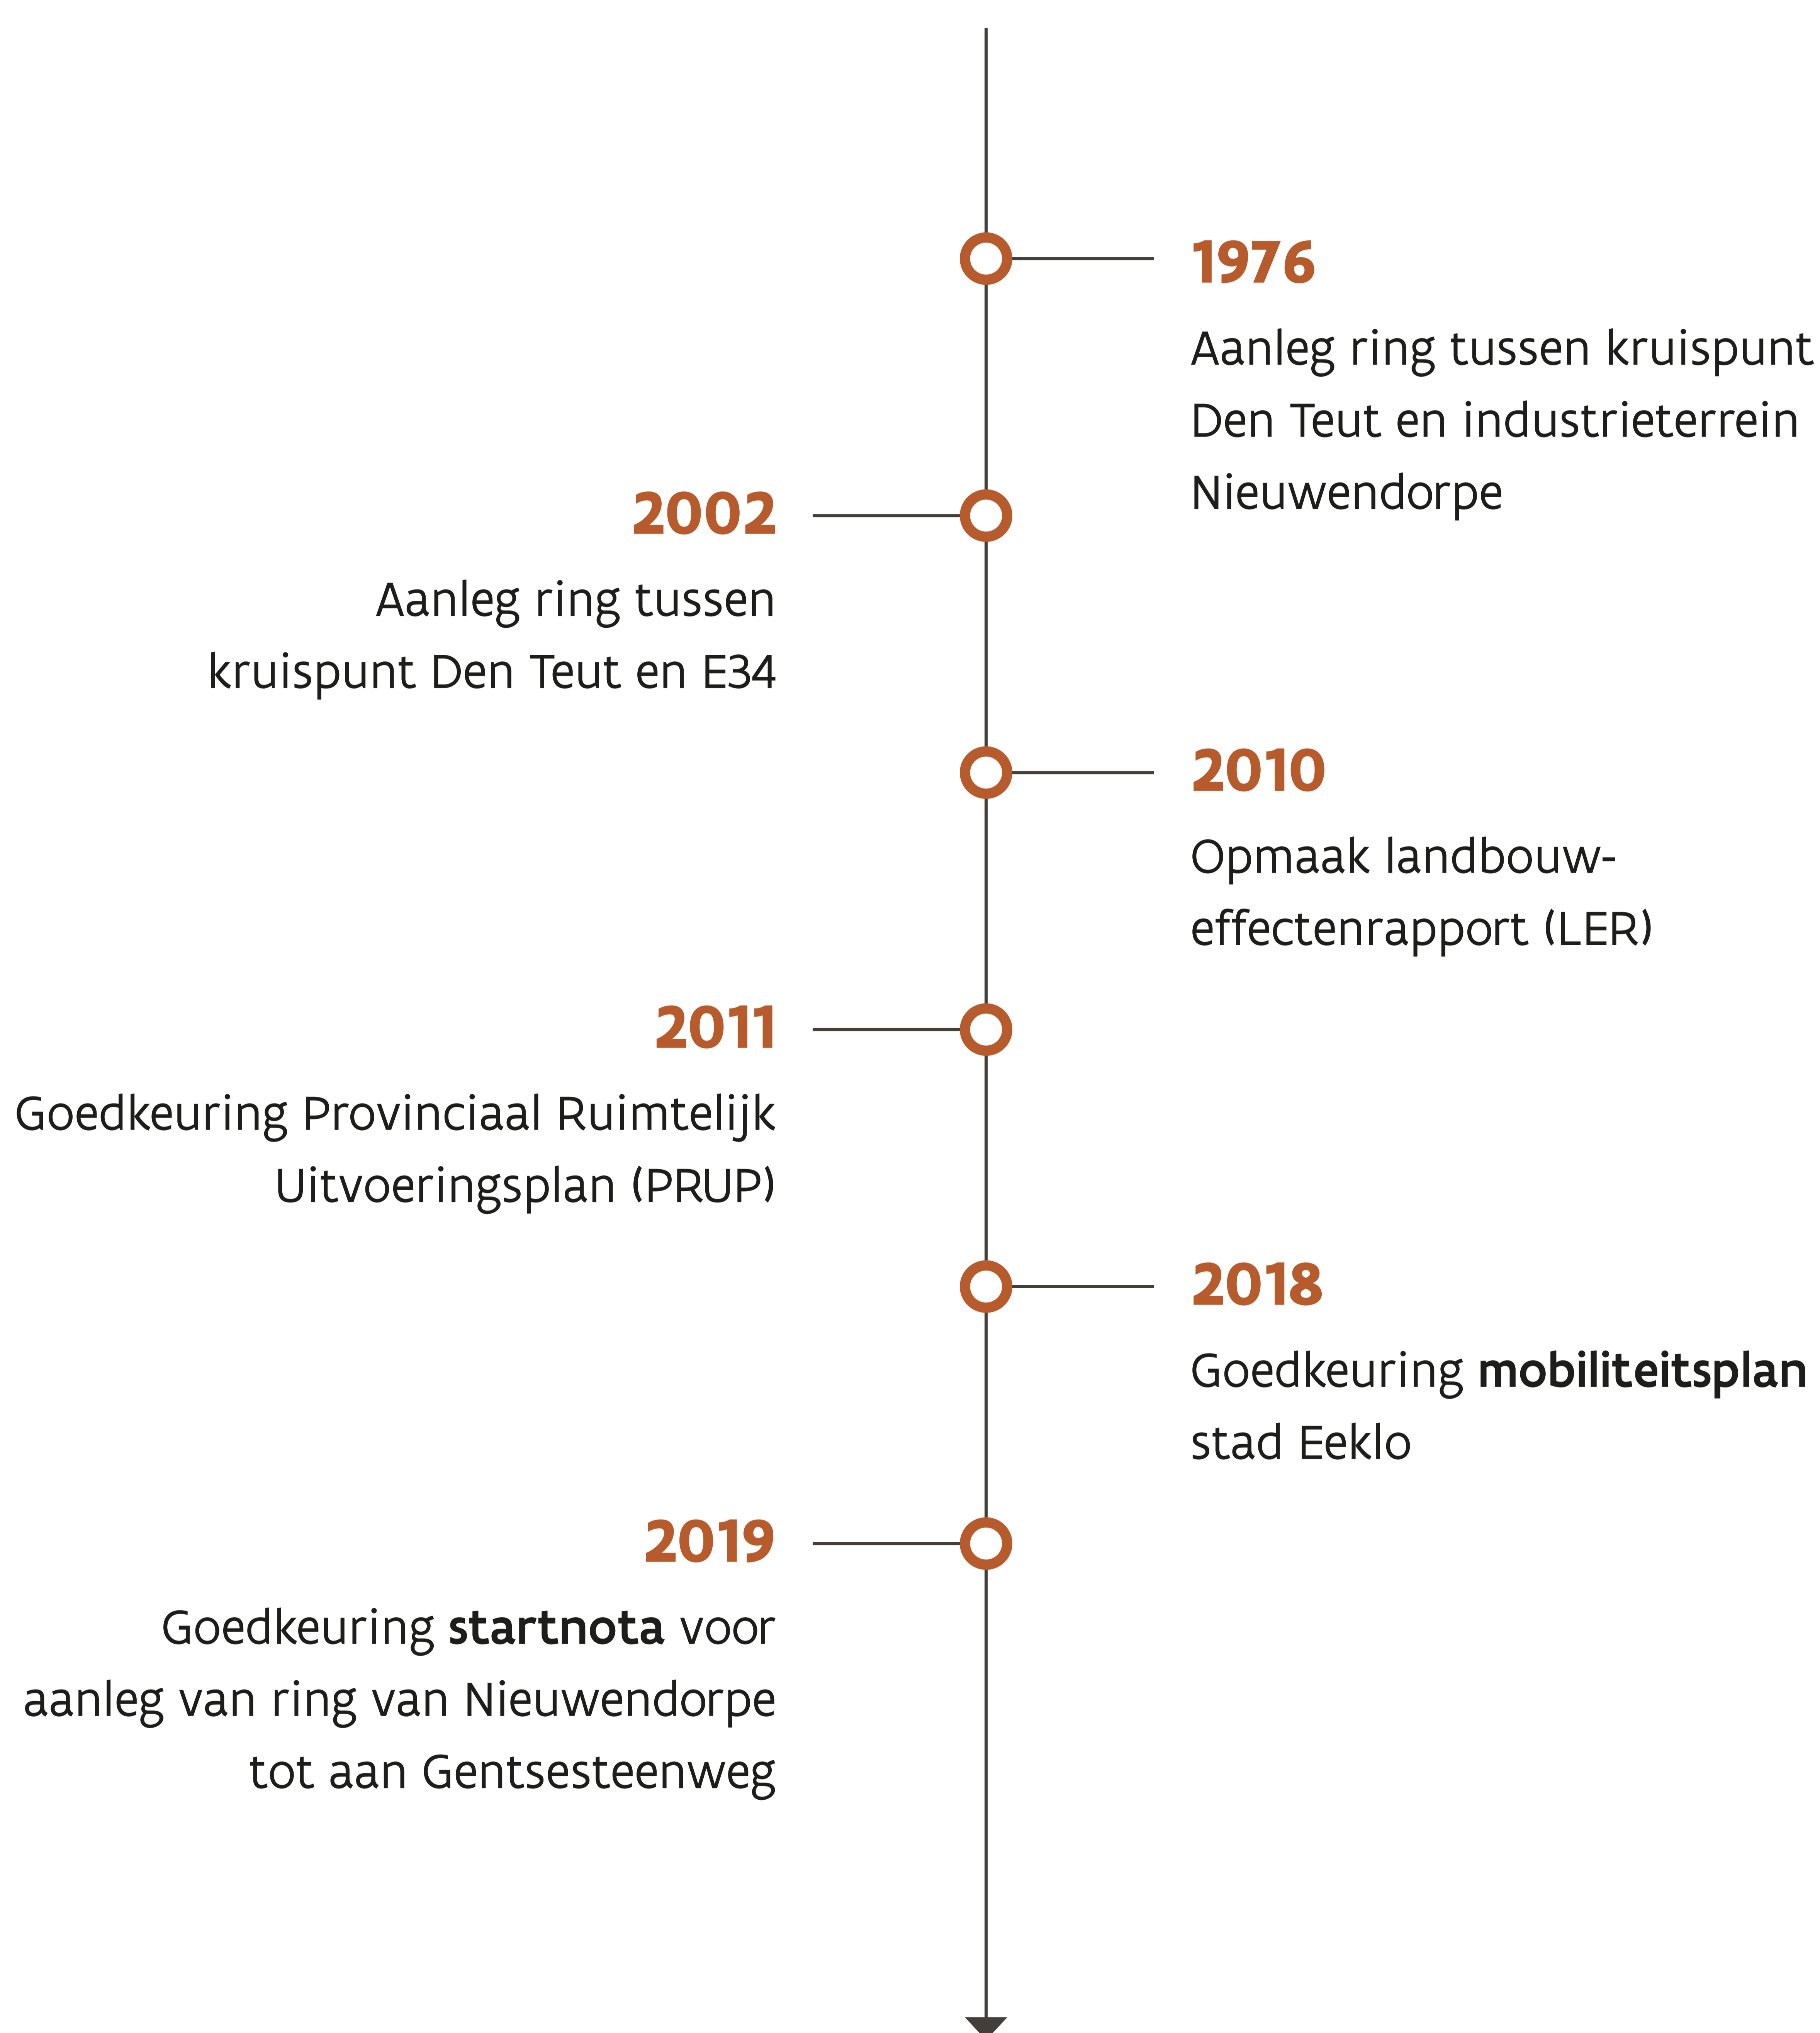 1976
Aanleg ring tussen kruispunt
Den Teut en industrieterrein
Nieuwendorpe
2002
Aanleg ring tussen
kruispunt Den Teut en E34
2010
Opmaak landbouw-
effectenrapport (LER)
2011
Goedkeuring Provinciaal Ruimtelijk
Uitvoeringsplan (PRUP)
2018
Goedkeuring mobiliteitsplan
stad Eeklo
2019
Goedkeuring startnota voor
aanleg van ring van Nieuwendorpe
tot aan Gentsesteenweg